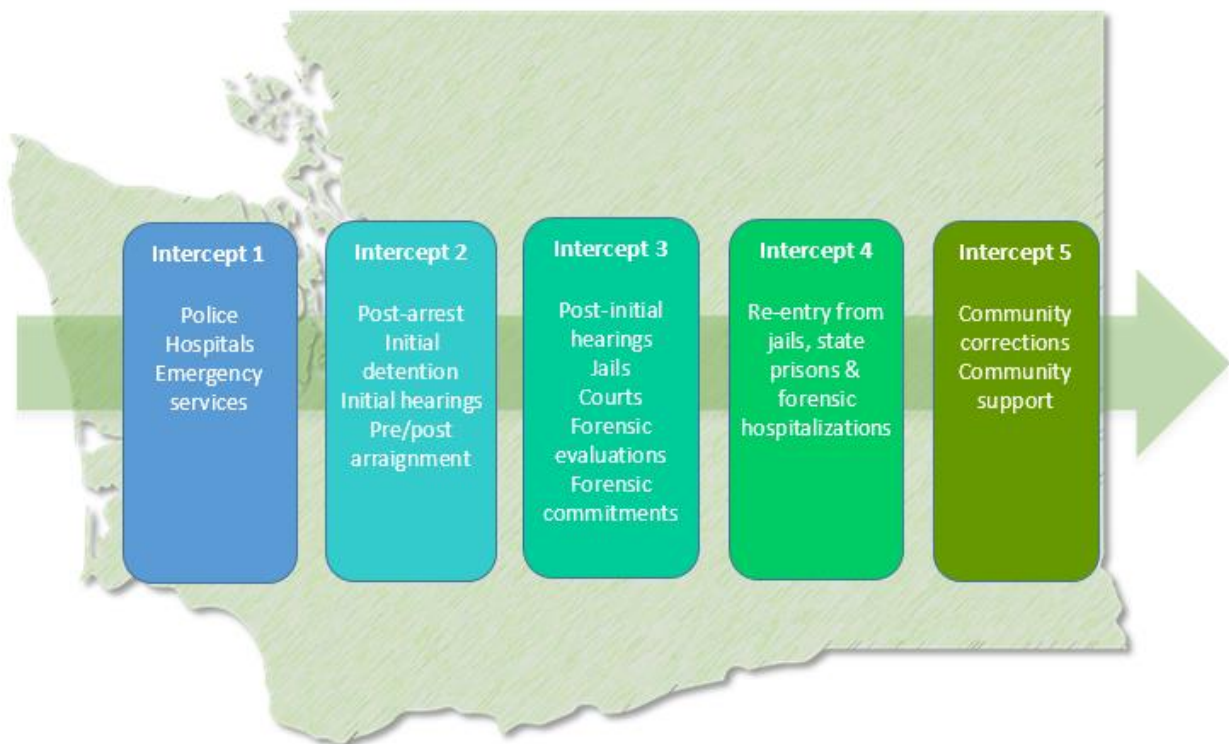 Intercept 1
Police
Hospitals
Emergency
services
Intercept 2
Post-arrest
Initial
detention
Initial hearings
Pre/post
arraignment
Intercept 3
Post-initial
hearings
Jails
Courts
Forensic
evaluations
Forensic
commitments
Intercept 4
Re-entry from
jails, state
prisons &
forensic
hospitalizations
Intercept 5
Community
corrections
Community
support